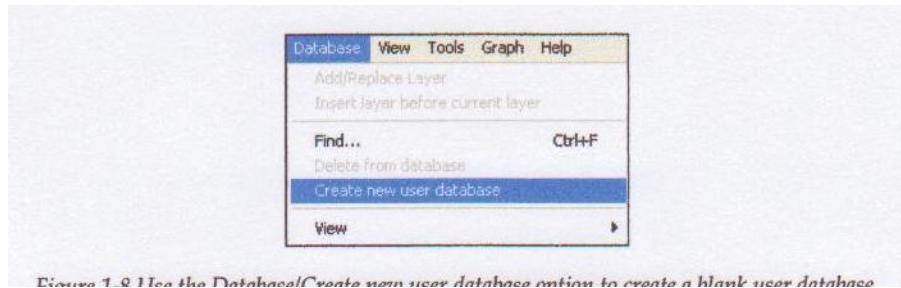 Database View Tools Graph Help
Add/Replace Layer
Insert layer before current layer
Find... Ctrl+F
Delete from database
Create new user database
View
Figure 1-8 Use the Database/Create new user database option to create a blank user database